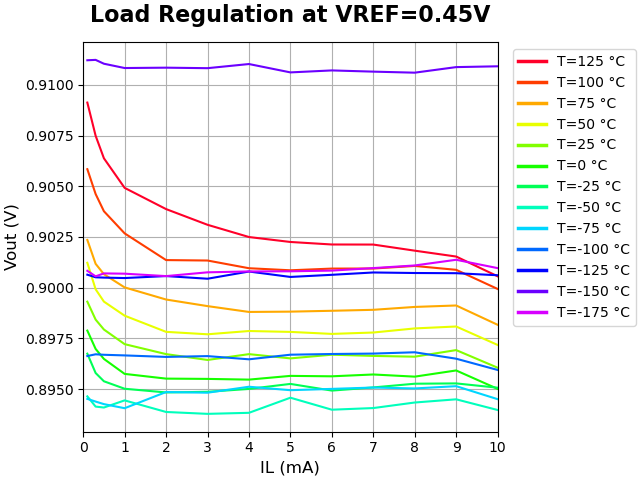 Load Regulation at VREF=0.45V
Vout (V)
0.9100
0.9075
0.9050
0.9025
0.9000
0.8975
0.8950
0 1 2 3 4 5 6 7 8 9 10
IL (mA)
T=125 °C
T=100 °C
T=75 °C
T=50 °C
T=25 °C
T=0 °C
T=-25 °C
T=-50 °C
T=-75 °C
T=-100 °C
T=-125 °C
T=-150 °C
T=-175 °C